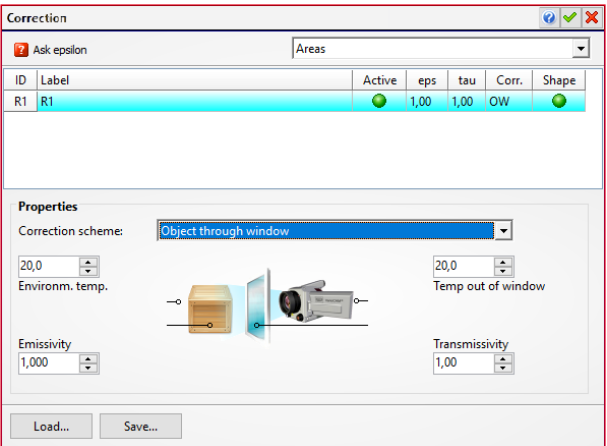 Correction
Ask epsilon Areas
ID Label Active eps tau Corr. Shape
R1 R1 1,00 1,00 OW
Properties
Correction scheme: Object through window
20,0 20,0
Environm. temp. Temp out of window
Emissivity Transmissivity
1,000 1,00
Load... Save...